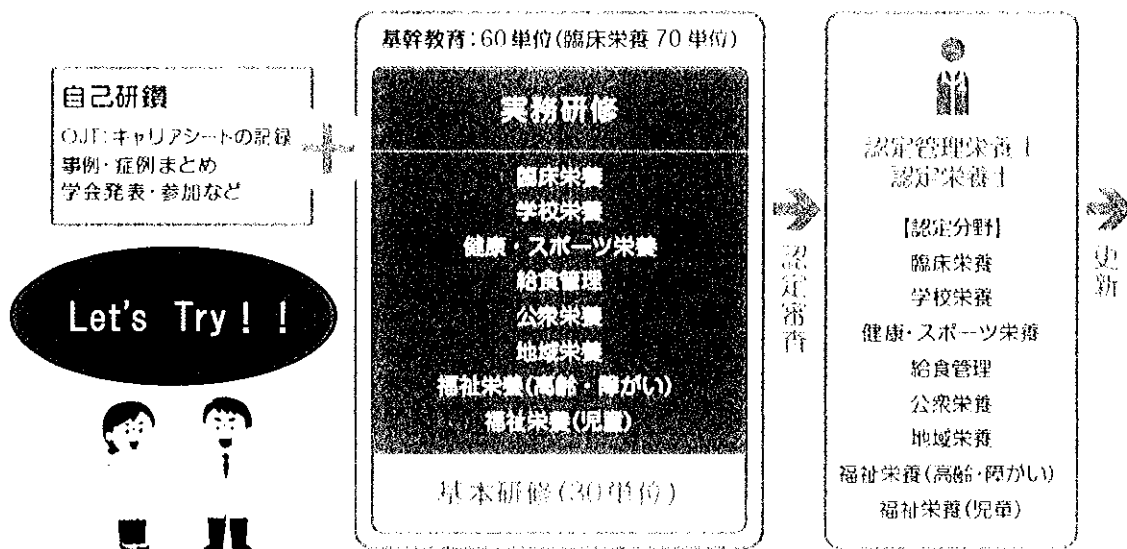 自己研鑽
OJT:キャリアシートの記録
事例・症例まとめ
学会発表・参加など
Let's Try!!
基幹教育:60単位(臨床栄養70単位)
実務研修
臨床栄養
学校栄養
健康・スポーツ栄養
給食管理
公衆栄養
地域栄養
福祉栄養(高齢・障がい)
福祉栄養(児童)
基本研修(30単位)
認定審査
認定管理栄養士
認定栄養士
【認定分野】
臨床栄養
学校栄養
健康・スポーツ栄養
給食管理
公衆栄養
地域栄養
福祉栄養(高齢・障がい)
福祉栄養(児童)
更新